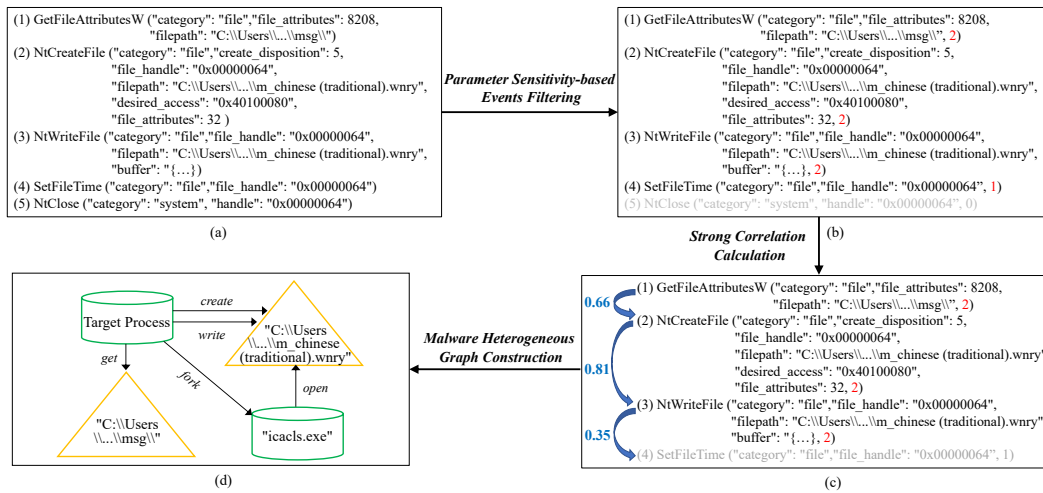 (1) GetFileAttributesW ("category": "file","file_attributes": 8208,
"filepath": "C:\\Users\\...\\msg\\")
(2) NtCreateFile ("category": "file","create_disposition": 5,
"file_handle": "0x00000064",
"filepath": "C:\\Users\\...\\m_chinese (traditional).wnry",
"desired_access": "0x40100080",
"file_attributes": 32 )
(3) NtWriteFile ("category": "file","file_handle": "0x00000064",
"filepath": "C:\\Users\\...\\m_chinese (traditional).wnry",
"buffer": "{…})
(4) SetFileTime ("category": "file","file_handle": "0x00000064")
(5) NtClose ("category": "system", "handle": "0x00000064")
(a)
Parameter Sensitivity-based
Events Filtering
(1) GetFileAttributesW ("category": "file","file_attributes": 8208,
"filepath": "C:\\Users\\...\\msg\\”, 2)
(2) NtCreateFile ("category": "file","create_disposition": 5,
"file_handle": "0x00000064",
"filepath": "C:\\Users\\...\\m_chinese (traditional).wnry",
"desired_access": "0x40100080",
"file_attributes": 32, 2)
(3) NtWriteFile ("category": "file","file_handle": "0x00000064",
"filepath": "C:\\Users\\...\\m_chinese (traditional).wnry",
"buffer": "{…}, 2)
(4) SetFileTime ("category": "file","file_handle": "0x00000064”, 1)
(5) NtClose ("category": "system", "handle": "0x00000064”, 0)
(b)
Strong Correlation
Calculation
0.66
0.81
0.35
(1) GetFileAttributesW ("category": "file","file_attributes": 8208,
"filepath": "C:\\Users\\...\\msg\\”, 2)
(2) NtCreateFile ("category": "file","create_disposition": 5,
"file_handle": "0x00000064",
"filepath": "C:\\Users\\...\\m_chinese (traditional).wnry"
"desired_access": "0x40100080",
"file_attributes": 32, 2)
(3) NtWriteFile ("category": "file","file_handle": "0x00000064",
"filepath": "C:\\Users\\...\\m_chinese (traditional).wnry"
"buffer": "{…}, 2)
(4) SetFileTime ("category": "file","file_handle": "0x00000064”, 1)
(c)
Malware Heterogeneous
Graph Construction
Target Process
create
write
get
fork
open
"C:\\Users
\\...\\m_chinese
(traditional).wnry"
"C:\\Users
\\...\\msg\\"
"icacls.exe"
(d)